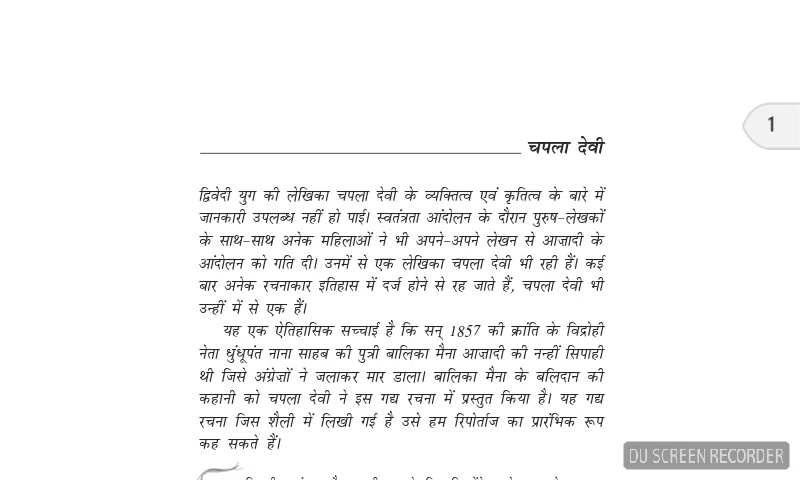 1
चपला देवी
द्विवेदी युग की लेखिका चपला देवी के व्यक्तित्व एवं कृतित्व के बारे में
जानकारी उपलब्ध नहीं हो पाई। स्वतंत्रता आंदोलन के दौरान पुरुष-लेखकों
के साथ-साथ अनेक महिलाओं ने भी अपने-अपने लेखन से आज़ादी के
आंदोलन को गति दी। उनमें से एक लेखिका चपला देवी भी रही हैं। कई
बार अनेक रचनाकार इतिहास में दर्ज होने से रह जाते हैं, चपला देवी भी
उन्हीं में से एक हैं।
यह एक ऐतिहासिक सच्चाई है कि सन् 1857 की क्रांति के विद्रोही
नेता धुंधूपंत नाना साहब की पुत्री बालिका मैना आज़ादी की नन्हीं सिपाही
थी जिसे अंग्रेज़ों ने जलाकर मार डाला। बालिका मैना के बलिदान की
कहानी को चपला देवी ने इस गद्य रचना में प्रस्तुत किया है। यह गद्य
रचना जिस शैली में लिखी गई है उसे हम रिपोर्ताज का प्रारंभिक रूप
कह सकते हैं।
DU SCREEN RECORDER